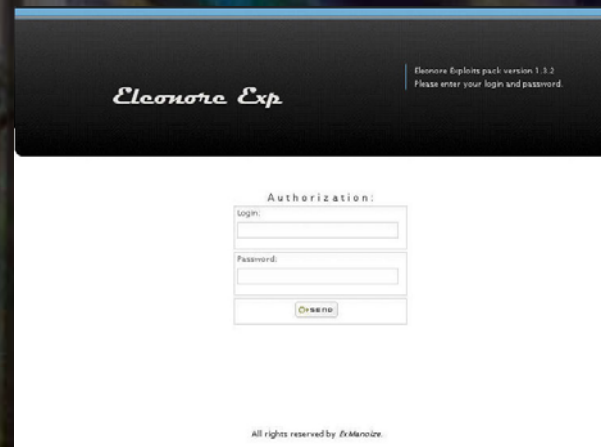 Eleonore Exp
Eleonore Exploits pack version 1.3.2
Please enter your login and password.
Authorization:
Login:
Password:
SEND
All rights reserved by ExManoize.